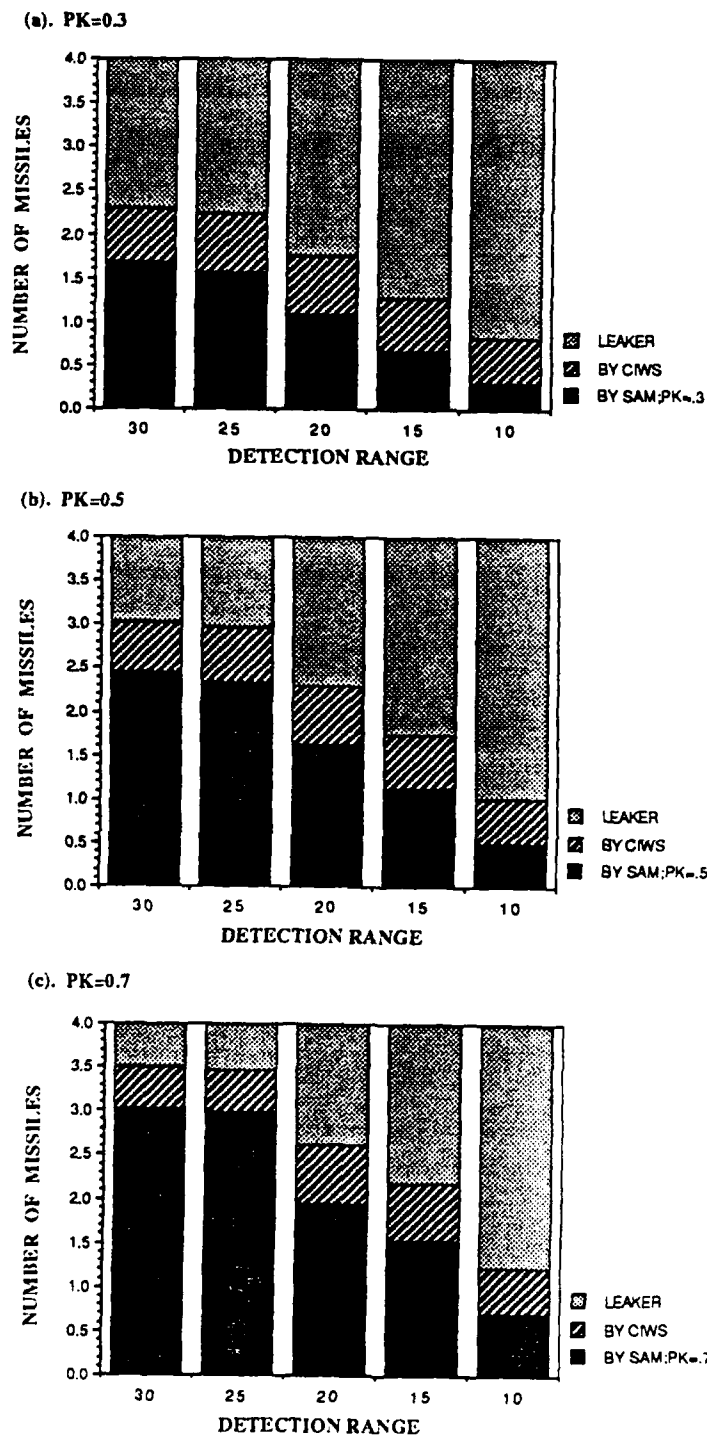 (a). PK=0.3
NUMBER OF MISSILES
4.0
3.5
3.0
2.5
2.0
1.5
1.0
0.5
0.0
30 25 20 15 10
DETECTION RANGE
LEAKER
BY CIWS
BY SAM;PK=.3
(b). PK=0.5
NUMBER OF MISSILES
4.0
3.5
3.0
2.5
2.0
1.5
1.0
0.5
0.0
30 25 20 15 10
DETECTION RANGE
LEAKER
BY CIWS
BY SAM;PK=.5
(c). PK=0.7
NUMBER OF MISSILES
4.0
3.5
3.0
2.5
2.0
1.5
1.0
0.5
0.0
30 25 20 15 10
DETECTION RANGE
LEAKER
BY CIWS
BY SAM;PK=.7